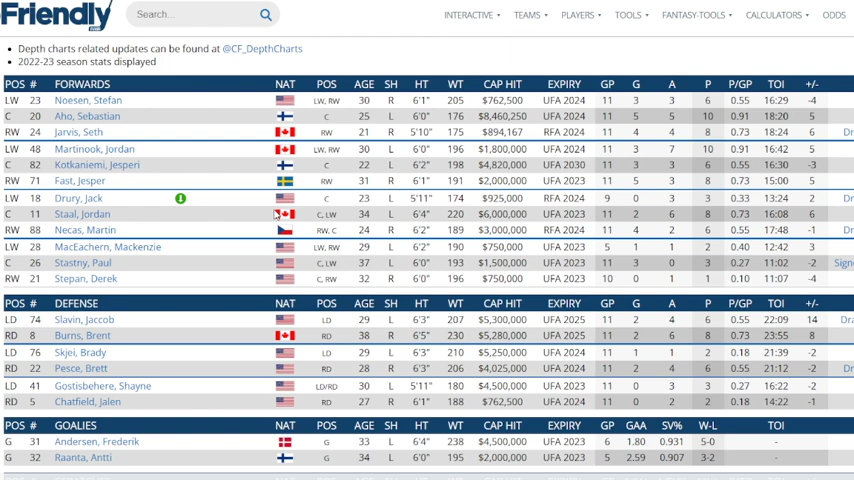 Friendly Search... INTERACTIVE TEAMS PLAYERS TOOLS FANTASY-TOOLS CALCULATORS ODDS
• Depth charts related updates can be found at @CF_DepthCharts
• 2022-23 season stats displayed
POS # FORWARDS NAT POS AGE SH HT WT CAP HIT EXPIRY GP G A P P/GP TOI +/-
LW 23 Noesen, Stefan LW, RW 30 L 6'1" 205 $762,500 UFA 2024 11 3 3 6 0.55 16:29 -4
C 20 Aho, Sebastian C 25 L 6'0" 176 $8,460,250 UFA 2024 11 5 5 10 0.91 18:20 5
RW 24 Jarvis, Seth RW 21 R 5'10" 175 $894,167 RFA 2024 11 4 4 8 0.73 18:24 6 Dr
LW 48 Martinook, Jordan LW, RW 30 L 6'0" 196 $1,800,000 UFA 2024 11 3 7 10 0.91 16:42 5
C 82 Kotkaniemi, Jesperi C 22 L 6'2" 198 $4,820,000 UFA 2030 11 3 3 6 0.55 16:30 -3
RW 71 Fast, Jesper RW 31 R 6'1" 191 $2,000,000 UFA 2023 11 5 3 8 0.73 15:00 5
LW 18 Drury, Jack C 23 L 5'11" 174 $925,000 RFA 2024 9 0 3 3 0.33 13:24 2 Dr
C 11 Staal, Jordan C, LW 34 L 6'4" 220 $6,000,000 UFA 2023 11 2 6 8 0.73 16:08 6
RW 88 Necas, Martin RW, C 24 R 6'2" 189 $3,000,000 RFA 2024 11 4 2 6 0.55 17:48 -1 Dr
LW 28 MacEachern, Mackenzie LW, RW 29 L 6'2" 190 $750,000 UFA 2023 5 1 1 2 0.40 12:42 3
C 26 Stastny, Paul C, LW 37 L 6'0" 193 $1,500,000 UFA 2023 11 3 0 3 0.27 11:02 -2 Signe
RW 21 Stepan, Derek C, RW 32 R 6'0" 196 $750,000 UFA 2023 10 0 1 1 0.10 11:07 -4
POS # DEFENSE NAT POS AGE SH HT WT CAP HIT EXPIRY GP G A P P/GP TOI +/-
LD 74 Slavin, Jaccob LD 29 L 6'3" 207 $5,300,000 UFA 2025 11 2 4 6 0.55 22:09 14 Dra
RD 8 Burns, Brent RD 38 R 6'5" 230 $5,280,000 UFA 2025 11 2 6 8 0.73 23:55 8
LD 76 Skjei, Brady LD 29 L 6'3" 210 $5,250,000 UFA 2024 11 1 1 2 0.18 21:39 -2
RD 22 Pesce, Brett RD 28 R 6'3" 206 $4,025,000 UFA 2024 11 2 4 6 0.55 21:12 -2 Dr
LD 41 Gostisbehere, Shayne LD/RD 30 L 5'11" 180 $4,500,000 UFA 2023 11 0 3 3 0.27 16:22 -2
RD 5 Chatfield, Jalen RD 27 R 6'1" 188 $762,500 UFA 2024 11 0 2 2 0.18 14:22 -1
POS # GOALIES NAT POS AGE SH HT WT CAP HIT EXPIRY GP GAA SV% W-L TOI
G 31 Andersen, Frederik G 33 L 6'4" 238 $4,500,000 UFA 2023 6 1.80 0.931 5-0 -
G 32 Raanta, Antti G 34 L 6'0" 195 $2,000,000 UFA 2023 5 2.59 0.907 3-2 -